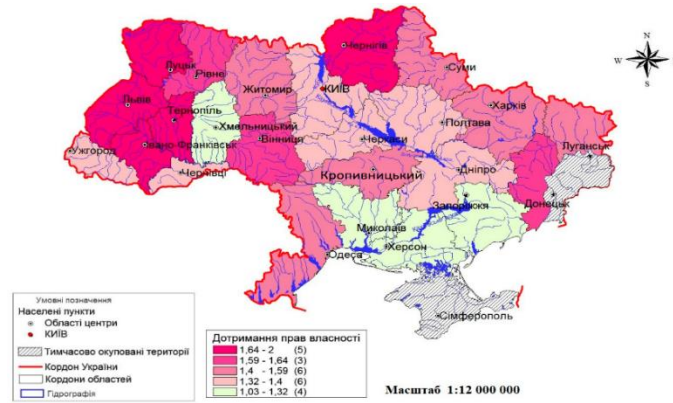 Чернігів
Луцьк
Рівне
Суми
Житомир
КИЇВ
Львів
Тернопіль
Харків
Хмельницький
Полтава
Івано-Франківськ
Вінниця
Черкаси
Луганськ
Ужгород
Чернівці
Кропивницький
Дніпро
Запоріжжя
Донецьк
Миколаїв
Херсон
Одеса
Сімферополь
N
W
E
S
Умовні позначення
Населені пункти
Області центри
КИЇВ
Тимчасово окуповані території
Кордон України
Кордони областей
Гідрографія
Дотримання прав власності
1,64 - 2 (5)
1,59 - 1,64 (3)
1,4 - 1,59 (6)
1,32 - 1,4 (6)
1,03 - 1,32 (4)
Масштаб 1:12 000 000